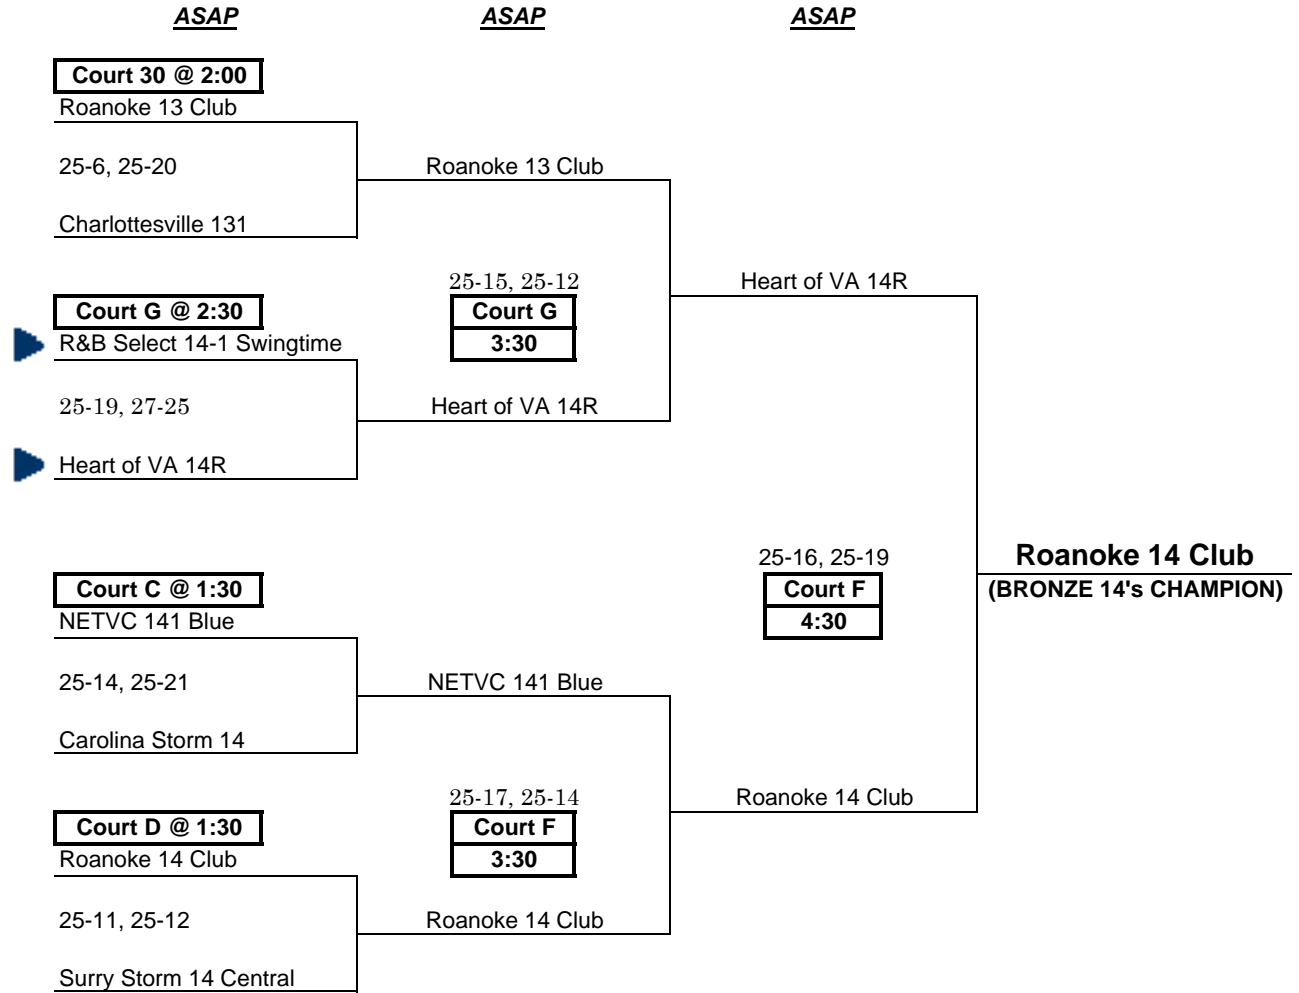 ASAP ASAP ASAP
Court 30 @ 2:00
Roanoke 13 Club
25-6, 25-20
Roanoke 13 Club
Charlottesville 131
25-15, 25-12
Heart of VA 14R
Court G @ 2:30
Court G
R&B Select 14-1 Swingtime
3:30
25-19, 27-25
Heart of VA 14R
Heart of VA 14R
25-16, 25-19
Roanoke 14 Club
Court C @ 1:30
Court F
(BRONZE 14's CHAMPION)
NETVC 141 Blue
4:30
25-14, 25-21
NETVC 141 Blue
Carolina Storm 14
25-17, 25-14
Roanoke 14 Club
Court D @ 1:30
Court F
Roanoke 14 Club
3:30
25-11, 25-12
Roanoke 14 Club
Surry Storm 14 Central